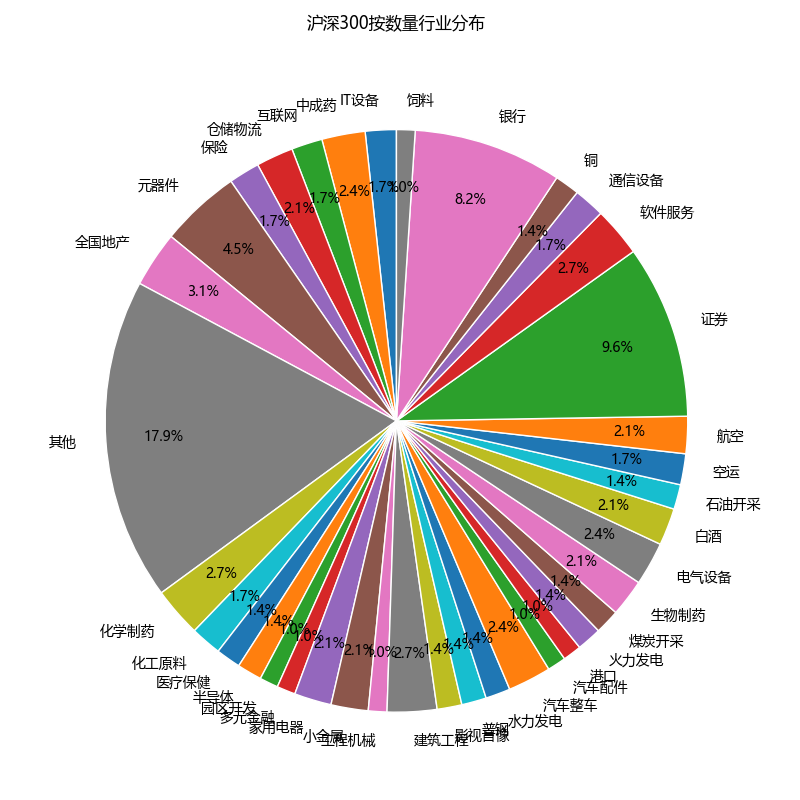 沪深300按数量行业分布
IT设备
1.7%
中成药
2.4%
互联网
1.7%
仓储物流
2.1%
保险
1.7%
元器件
4.5%
全国地产
3.1%
其他
17.9%
化学制药
2.7%
化工原料
1.7%
医疗保健
1.4%
半导体
1.4%
园区开发
1.0%
多元金融
1.0%
家用电器
2.1%
小金属
2.1%
工程机械
1.0%
建筑工程
2.7%
影视音像
1.4%
普钢
1.4%
水力发电
1.4%
汽车整车
2.4%
汽车配件
1.0%
港口
1.0%
火力发电
1.4%
煤炭开采
1.4%
生物制药
2.1%
电气设备
2.4%
白酒
2.1%
石油开采
1.4%
空运
1.7%
航空
2.1%
证券
9.6%
软件服务
2.7%
通信设备
1.7%
铜
1.4%
银行
8.2%
饲料
1.0%